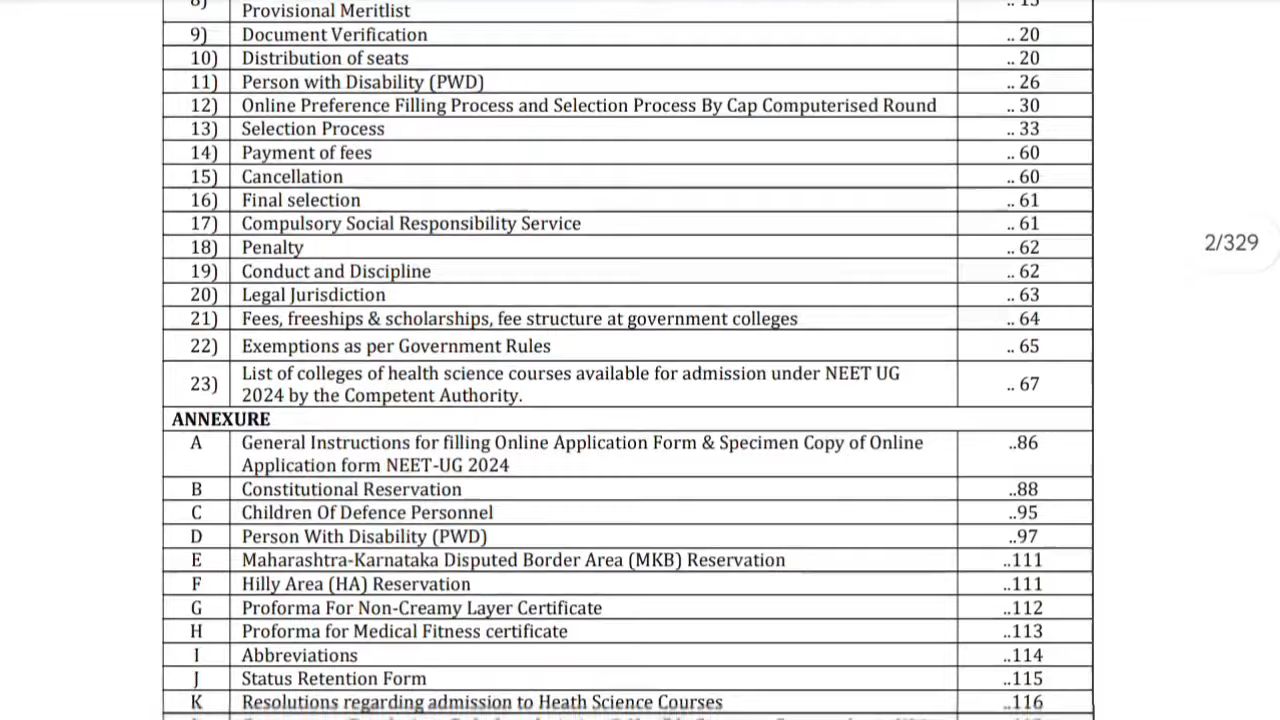 8)
.. 15
Provisional Meritlist
9) Document Verification .. 20
10) Distribution of seats .. 20
11) Person with Disability (PWD) .. 26
12) Online Preference Filling Process and Selection Process By Cap Computerised Round .. 30
13) Selection Process .. 33
14) Payment of fees .. 60
15) Cancellation .. 60
16) Final selection .. 61
17) Compulsory Social Responsibility Service .. 61
18) Penalty .. 62
19) Conduct and Discipline .. 62
2/329
20) Legal Jurisdiction .. 63
21) Fees, freeships & scholarships, fee structure at government colleges .. 64
22) Exemptions as per Government Rules .. 65
23) List of colleges of health science courses available for admission under NEET UG .. 67
2024 by the Competent Authority.
ANNEXURE
A General Instructions for filling Online Application Form & Specimen Copy of Online ..86
Application form NEET-UG 2024
B Constitutional Reservation ..88
C Children Of Defence Personnel ..95
D Person With Disability (PWD) ..97
E Maharashtra-Karnataka Disputed Border Area (MKB) Reservation ..111
F Hilly Area (HA) Reservation ..111
G Proforma For Non-Creamy Layer Certificate ..112
H Proforma for Medical Fitness certificate ..113
I Abbreviations ..114
J Status Retention Form ..115
K Resolutions regarding admission to Heath Science Courses ..116